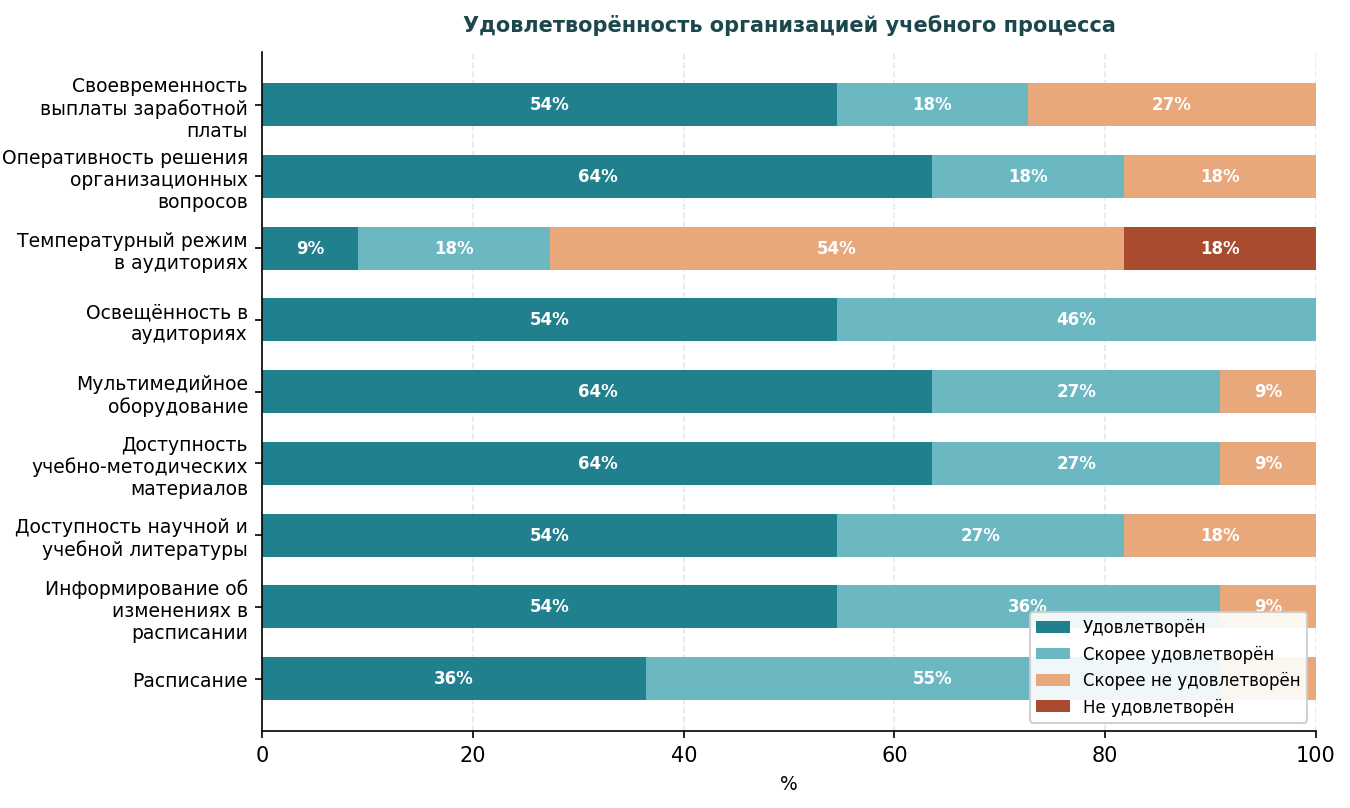 Удовлетворённость организацией учебного процесса
Своевременность
выплаты заработной
платы
54% 18% 27%
Оперативность решения
организационных
вопросов
64% 18% 18%
Температурный режим
в аудиториях
9% 18% 54% 18%
Освещённость в
аудиториях
54% 46%
Мультимедийное
оборудование
64% 27% 9%
Доступность
учебно-методических
материалов
64% 27% 9%
Доступность научной и
учебной литературы
54% 27% 18%
Информирование об
изменениях в
расписании
54% 36% 9%
Расписание
36% 55%
Удовлетворён
Скорее удовлетворён
Скорее не удовлетворён
Не удовлетворён
0 20 40 60 80 100
%